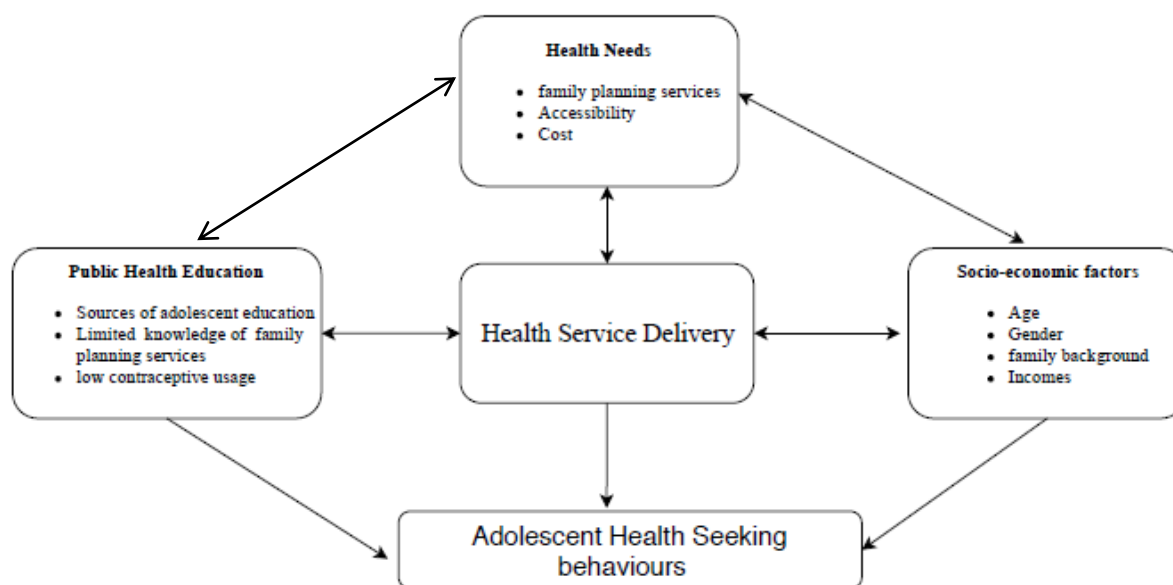 Health Needs
• family planning services
• Accessibility
• Cost
Public Health Education
• Sources of adolescent education
• Limited knowledge of family
planning services
• low contraceptive usage
Health Service Delivery
Socio-economic factors
• Age
• Gender
• family background
• Incomes
Adolescent Health Seeking
behaviours